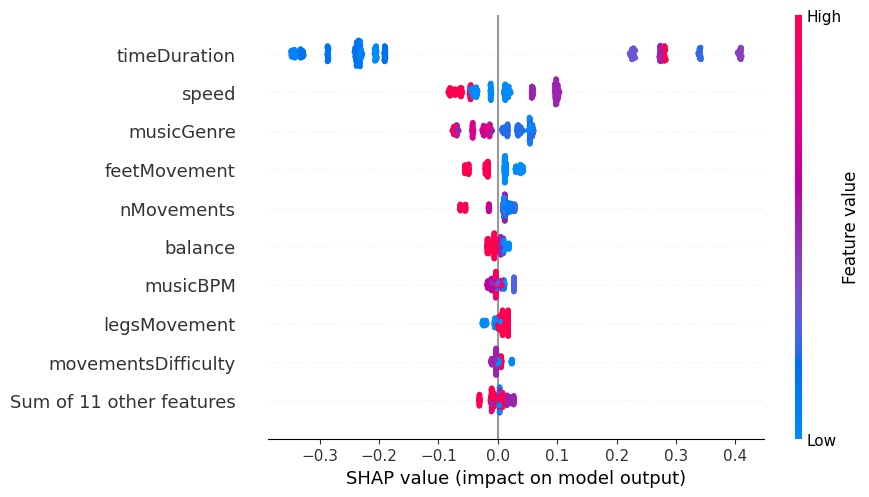 High
timeDuration
speed
musicGenre
feetMovement
nMovements
balance
musicBPM
legsMovement
movementsDifficulty
Sum of 11 other features
Feature value
Low
−0.3 −0.2 −0.1 0.0 0.1 0.2 0.3 0.4
SHAP value (impact on model output)